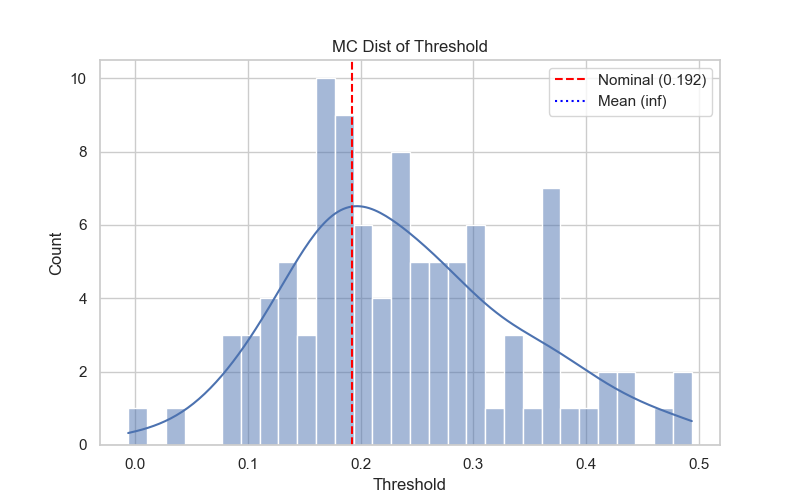 MC Dist of Threshold
Nominal (0.192)
Mean (inf)
10
8
6
4
2
0
Count
0.0 0.1 0.2 0.3 0.4 0.5
Threshold